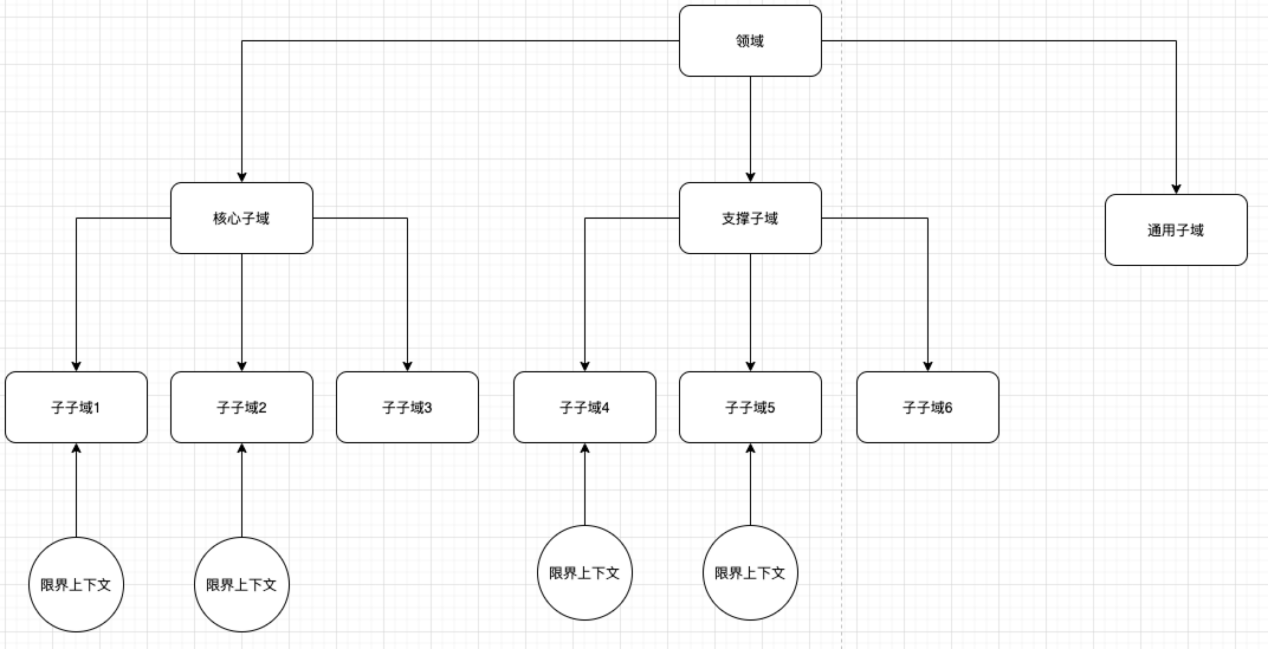 领域
核心子域
支撑子域
通用子域
子子域1
子子域2
子子域3
子子域4
子子域5
子子域6
限界上下文
限界上下文
限界上下文
限界上下文